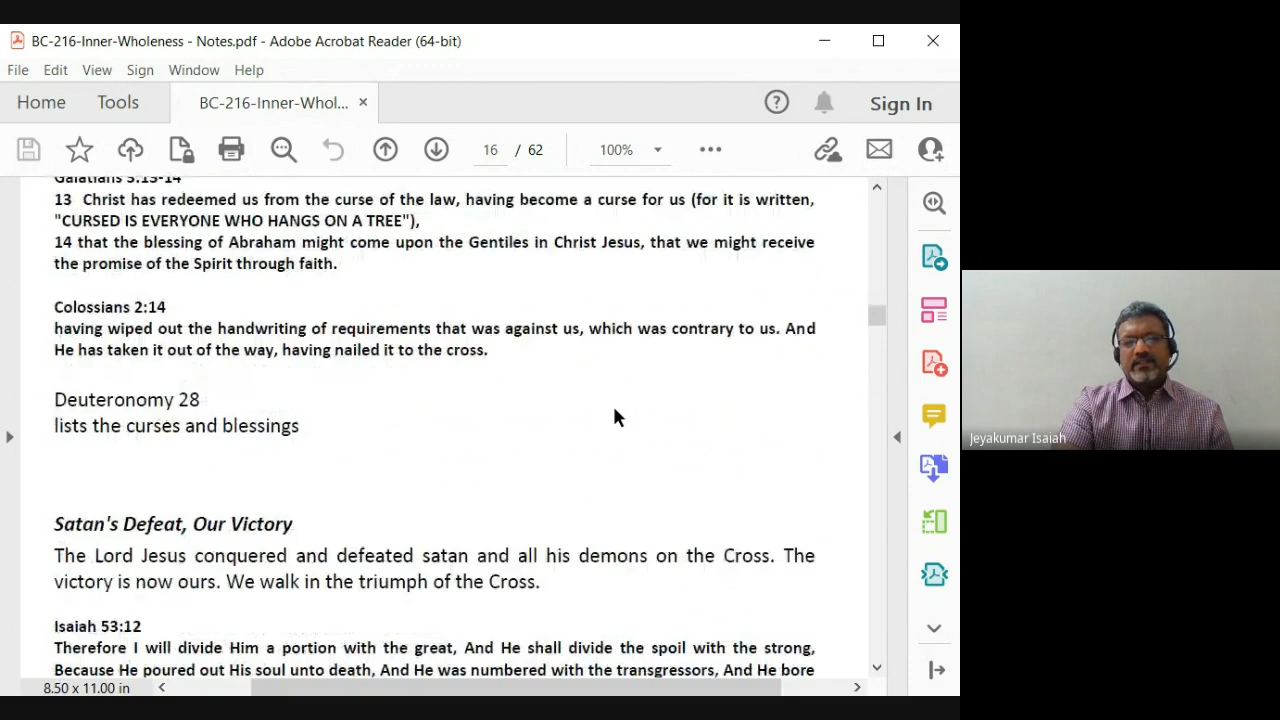 BC-216-Inner-Wholeness - Notes.pdf - Adobe Acrobat Reader (64-bit)
File Edit View Sign Window Help
Home Tools BC-216-Inner-Whol... Sign In
16 / 62 100%
Galatians 3:13-14
13 Christ has redeemed us from the curse of the law, having become a curse for us (for it is written,
"CURSED IS EVERYONE WHO HANGS ON A TREE"),
14 that the blessing of Abraham might come upon the Gentiles in Christ Jesus, that we might receive
the promise of the Spirit through faith.
Colossians 2:14
having wiped out the handwriting of requirements that was against us, which was contrary to us. And
He has taken it out of the way, having nailed it to the cross.
Deuteronomy 28
lists the curses and blessings
Satan's Defeat, Our Victory
The Lord Jesus conquered and defeated satan and all his demons on the Cross. The
victory is now ours. We walk in the triumph of the Cross.
Isaiah 53:12
Therefore I will divide Him a portion with the great, And He shall divide the spoil with the strong,
Because He poured out His soul unto death, And He was numbered with the transgressors, And He bore
8.50 x 11.00 in
Jeyakumar Isaiah